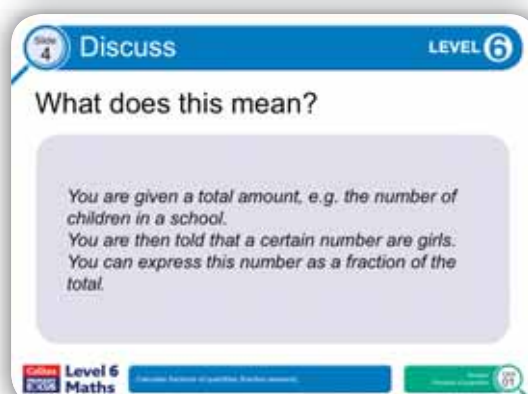 Slide
4
Discuss
LEVEL 6
What does this mean?
You are given a total amount, e.g. the number of
children in a school.
You are then told that a certain number are girls.
You can express this number as a fraction of the
total.
Collins
Level 6
Maths
01